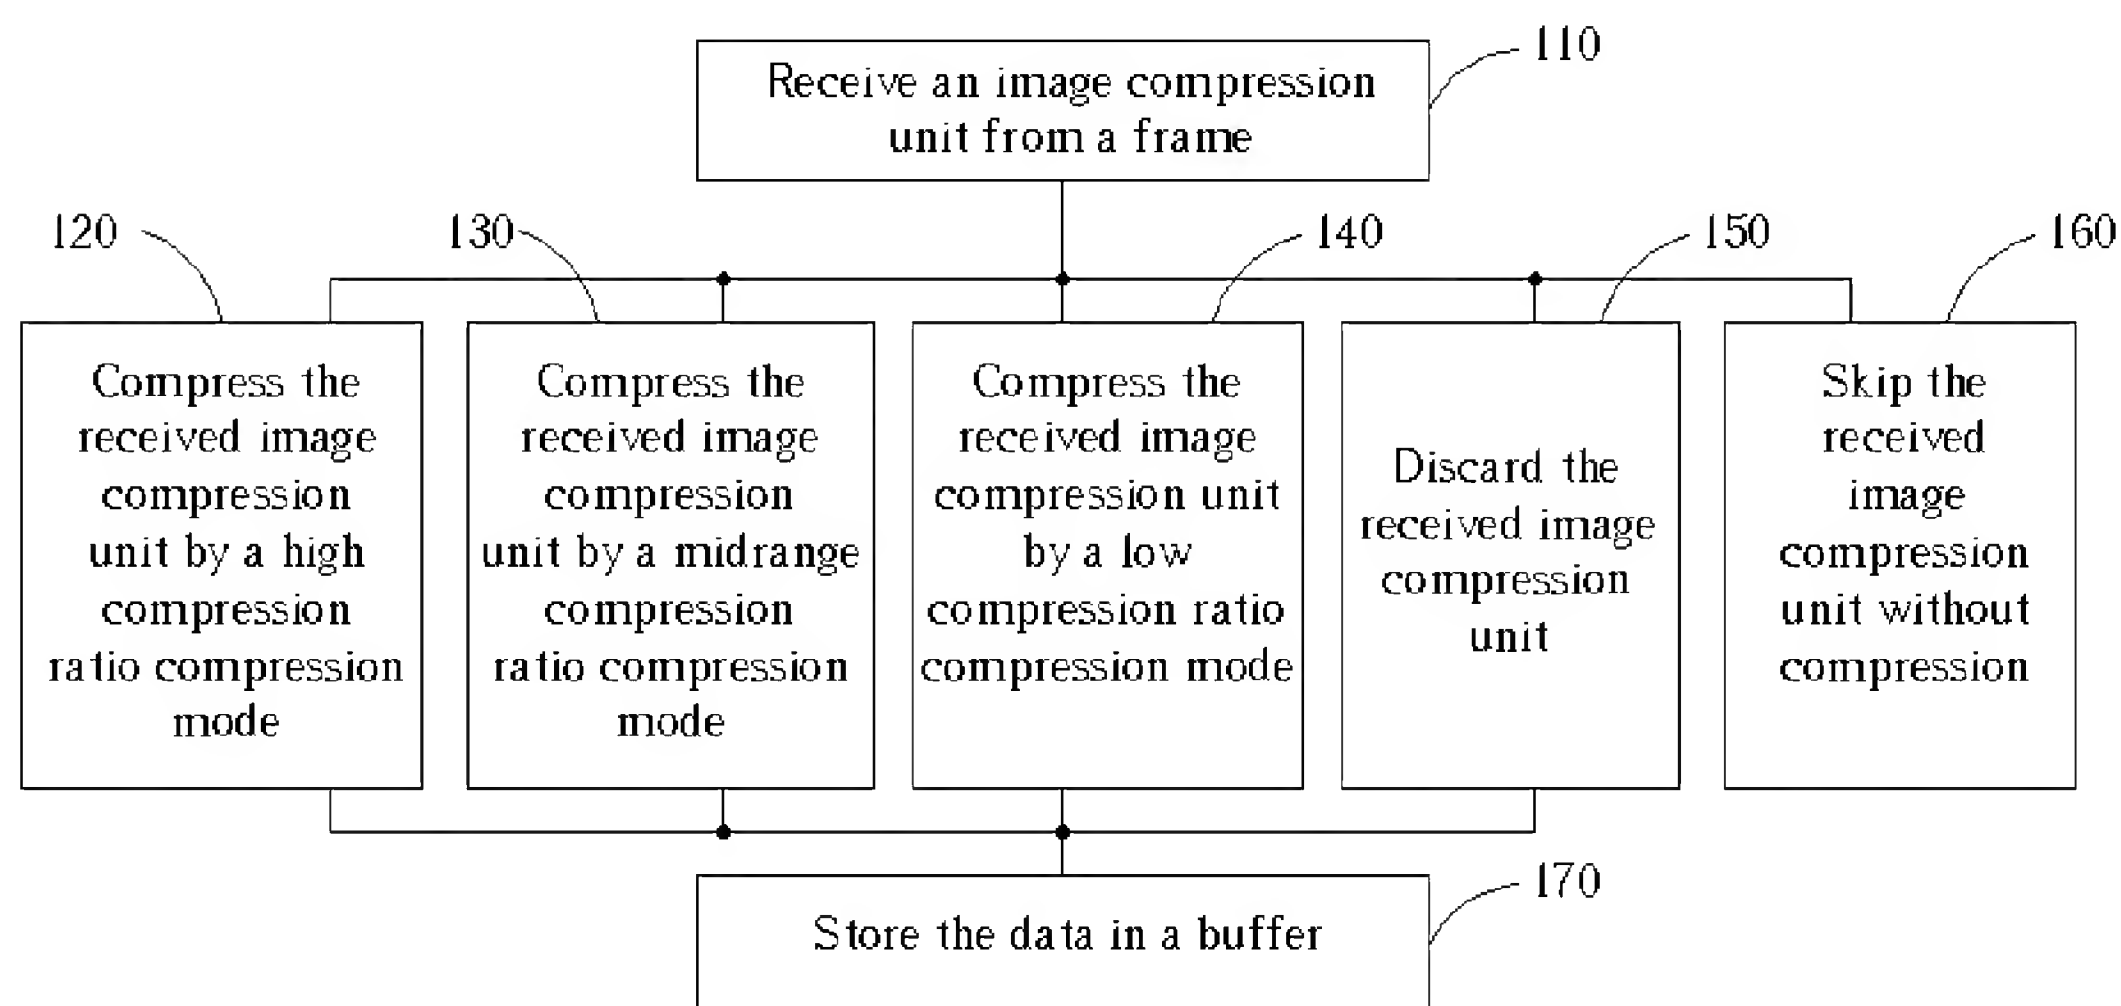 110
Receive an image compression
unit from a frame
120
130
140
150
160
Compress the
received image
compression
unit by a high
compression
ratio compression
mode
Compress the
received image
compression
unit by a midrange
compression
ratio compression
mode
Compress the
received image
compression unit
by a low
compression ratio
compression mode
Discard the
received image
compression
unit
Skip the
received
image
compression
unit without
compression
170
Store the data in a buffer